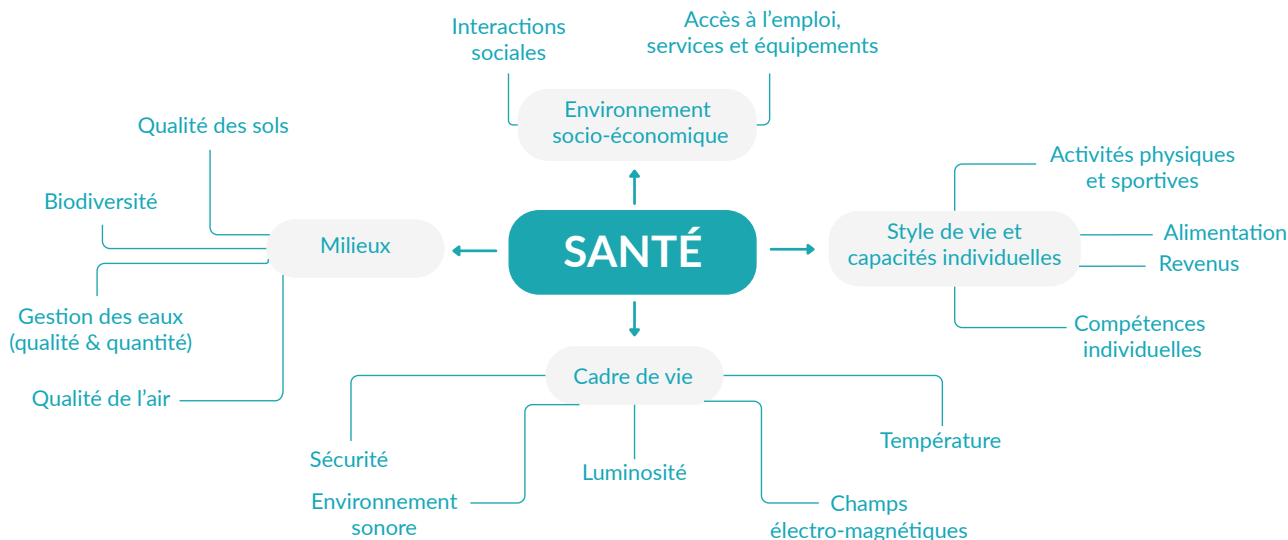 Interactions
sociales
Accès à l’emploi,
services et équipements
Environnement
socio-économique
Qualité des sols
Biodiversité
Milieux
Gestion des eaux
(qualité & quantité)
Qualité de l’air
SANTÉ
Activités physiques
et sportives
Style de vie et
capacités individuelles
Alimentation
Revenus
Compétences
individuelles
Cadre de vie
Sécurité
Environnement
sonore
Luminosité
Champs
électro-magnétiques
Température